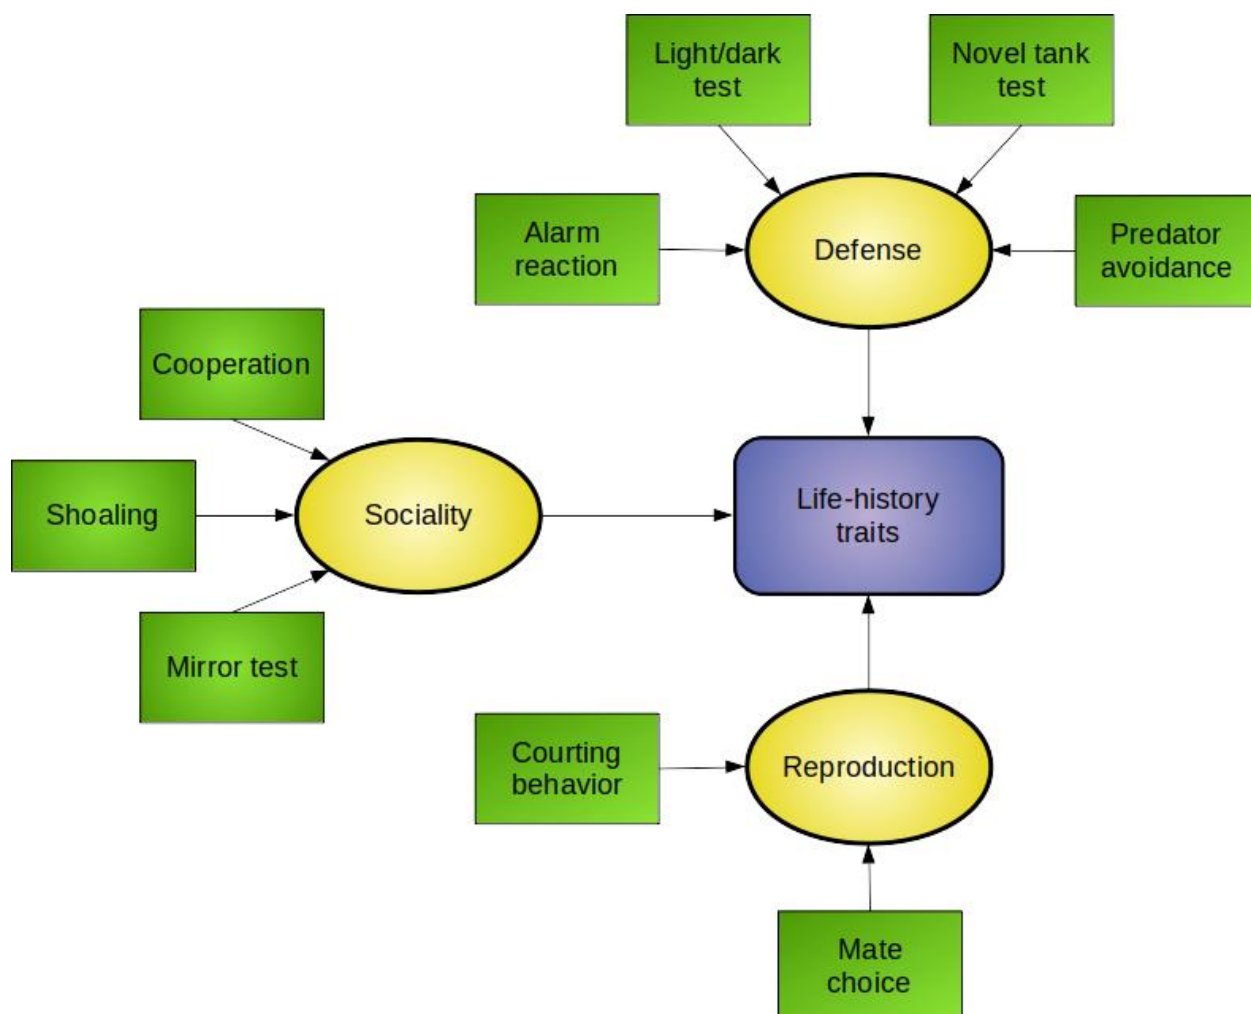 Light/dark
test
Novel tank
test
Alarm
reaction
Defense
Predator
avoidance
Cooperation
Shoaling
Sociality
Life-history
traits
Mirror test
Courting
behavior
Reproduction
Mate
choice